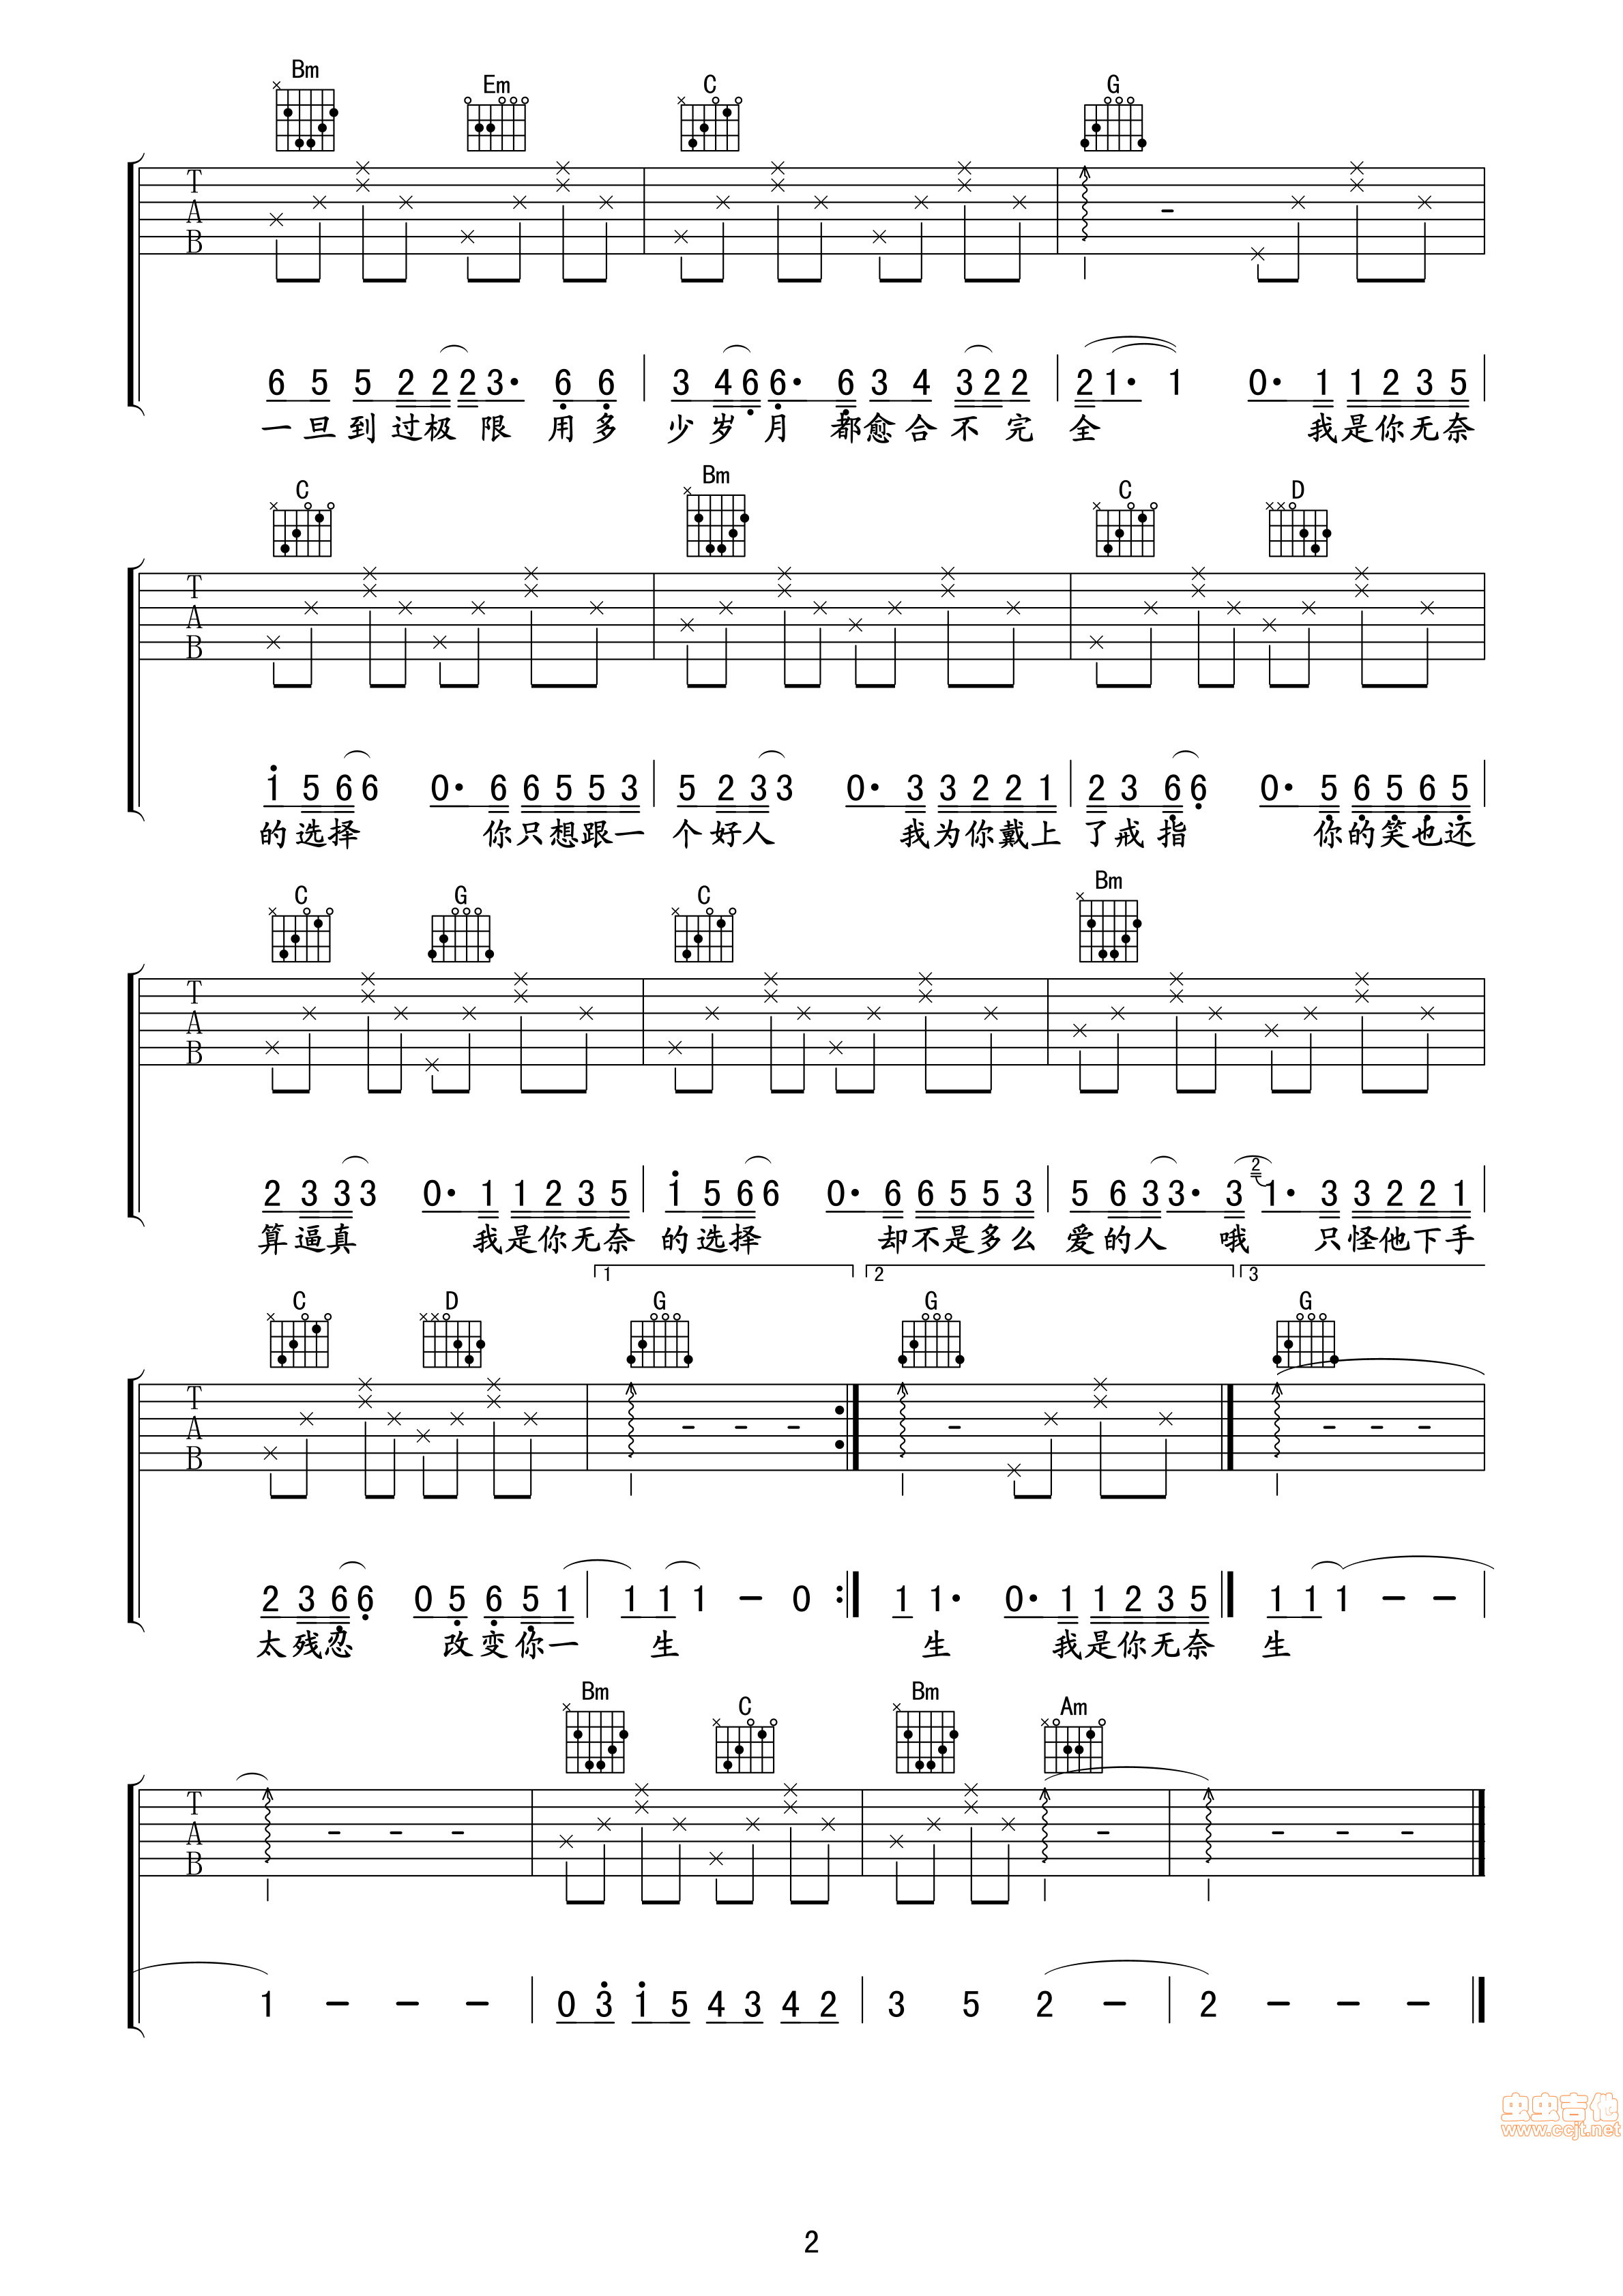 Bm Em C G
T
A
B
6 5 5 2 2 2 3· 6 6 3 4 6 6· 6 3 4 3 2 2 2 1· 1 0· 1 1 2 3 5
一旦到过极限 用多少岁月 都愈合不完全 我是你无奈
C Bm C D
T
A
B
1 5 6 6 0· 6 6 5 5 3 5 2 3 3 0· 3 3 2 2 1 2 3 6 6 0· 5 6 5 6 5
的选择 你只想跟一个好人 我为你戴上了戒指 你的笑也还
C G C Bm
T
A
B
2 3 3 3 0· 1 1 2 3 5 1 5 6 6 0· 6 6 5 5 3 5 6 3 3· 3 2 1· 3 3 2 2 1
算逼真 我是你无奈的选择 却不是多么爱的人 哦 只怪他下手
1 2 3
C D G G G
T
A
B
2 3 6 6 0 5 6 5 1 1 1 1 - 0 1 1· 0· 1 1 2 3 5 1 1 1 - -
太残忍 改变你一生 生 我是你无奈生
Bm C Bm Am
T
A
B
1 - - - 0 3 1 5 4 3 4 2 3 5 2 - 2 - - -
虫虫吉他
www.ccjt.net
2